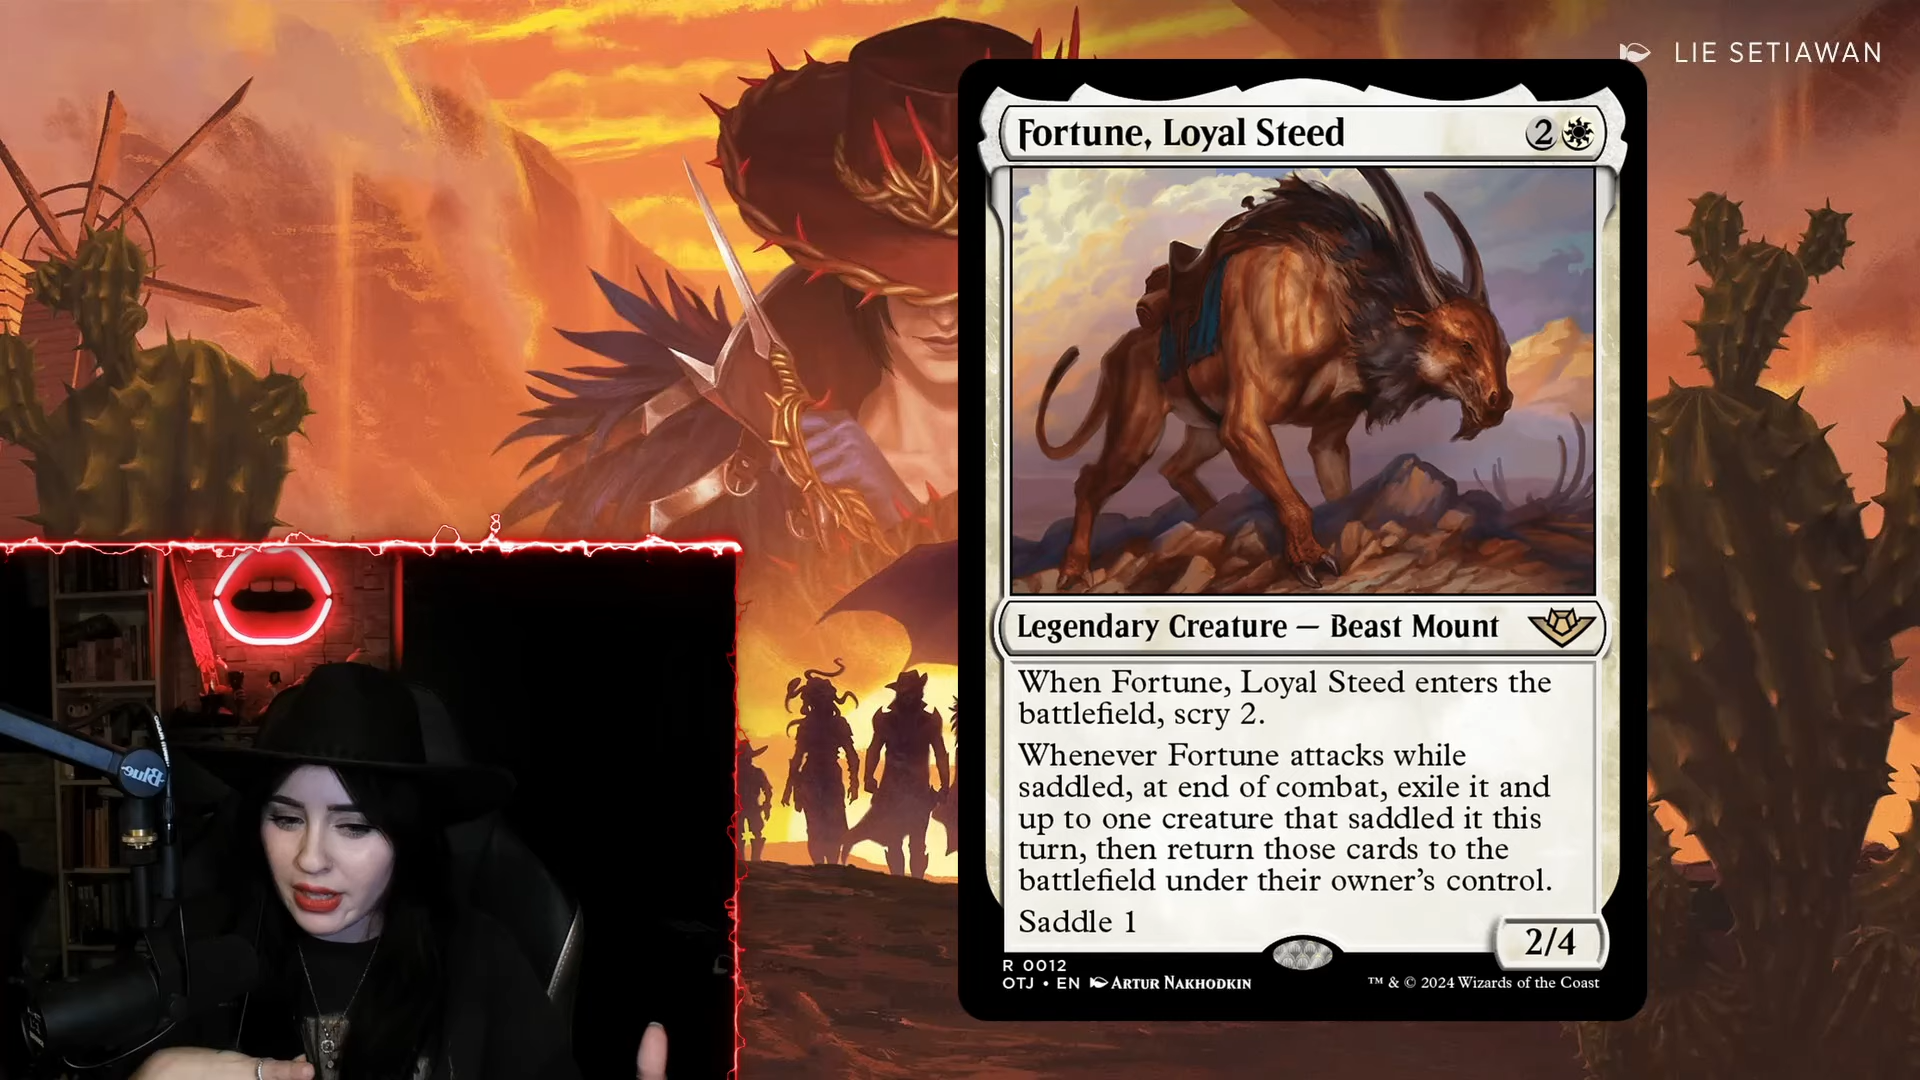 LIE SETIAWAN
Fortune, Loyal Steed
2
Legendary Creature — Beast Mount
When Fortune, Loyal Steed enters the
battlefield, scry 2.
Whenever Fortune attacks while
saddled, at end of combat, exile it and
up to one creature that saddled it this
turn, then return those cards to the
battlefield under their owner's control.
Saddle 1
2/4
R 0012
OTJ • EN ARTUR NAKHODKIN
™ & © 2024 Wizards of the Coast
Blue